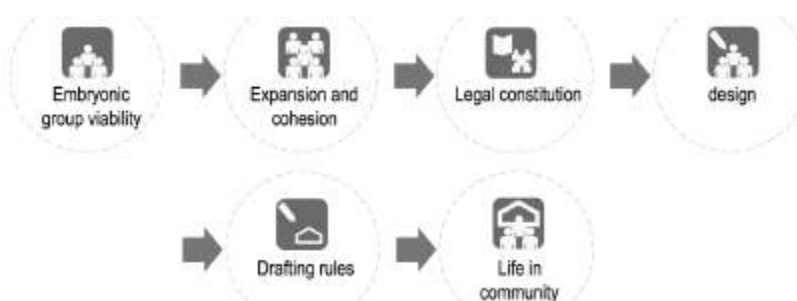 Embryonic
group viability
Expansion and
cohesion
Legal constitution
design
Drafting rules
Life in
community